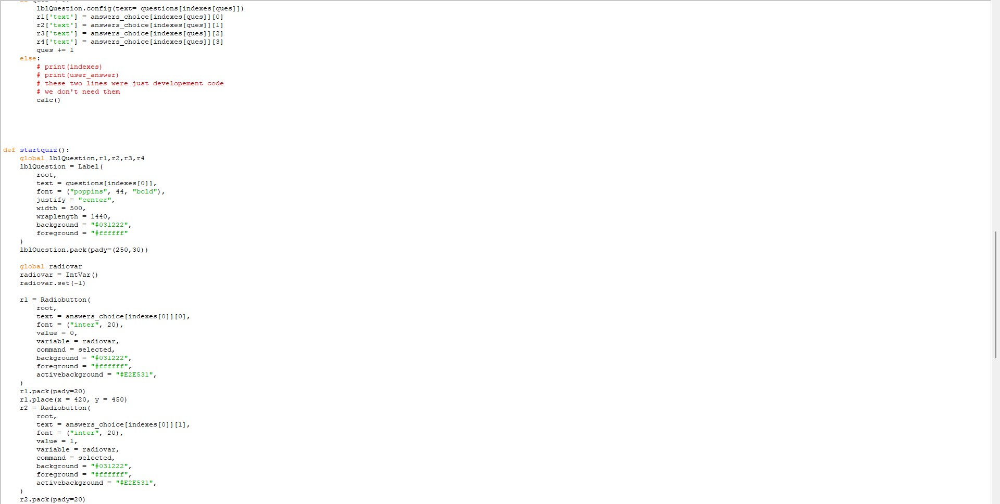 lblQuestion.config(text= questions[indexes[ques]])
r1['text'] = answers_choice[indexes[ques]][0]
r2['text'] = answers_choice[indexes[ques]][1]
r3['text'] = answers_choice[indexes[ques]][2]
r4['text'] = answers_choice[indexes[ques]][3]
ques += 1
else:
# print(indexes)
# print(user_answer)
# these two lines were just developement code
# we don't need them
calc()
def startquiz():
global lblQuestion,r1,r2,r3,r4
lblQuestion = Label(
root,
text = questions[indexes[0]],
font = ("poppins", 44, "bold"),
justify = "center",
width = 500,
wraplength = 1440,
background = "#031222",
foreground = "#ffffff"
)
lblQuestion.pack(pady=(250,30))
global radiovar
radiovar = IntVar()
radiovar.set(-1)
r1 = Radiobutton(
root,
text = answers_choice[indexes[0]][0],
font = ("inter", 20),
value = 0,
variable = radiovar,
command = selected,
background = "#031222",
foreground = "#ffffff",
activebackground = "#E2E531",
)
r1.pack(pady=20)
r1.place(x = 420, y = 450)
r2 = Radiobutton(
root,
text = answers_choice[indexes[0]][1],
font = ("inter", 20),
value = 1,
variable = radiovar,
command = selected,
background = "#031222",
foreground = "#ffffff",
activebackground = "#E2E531",
)
r2.pack(pady=20)